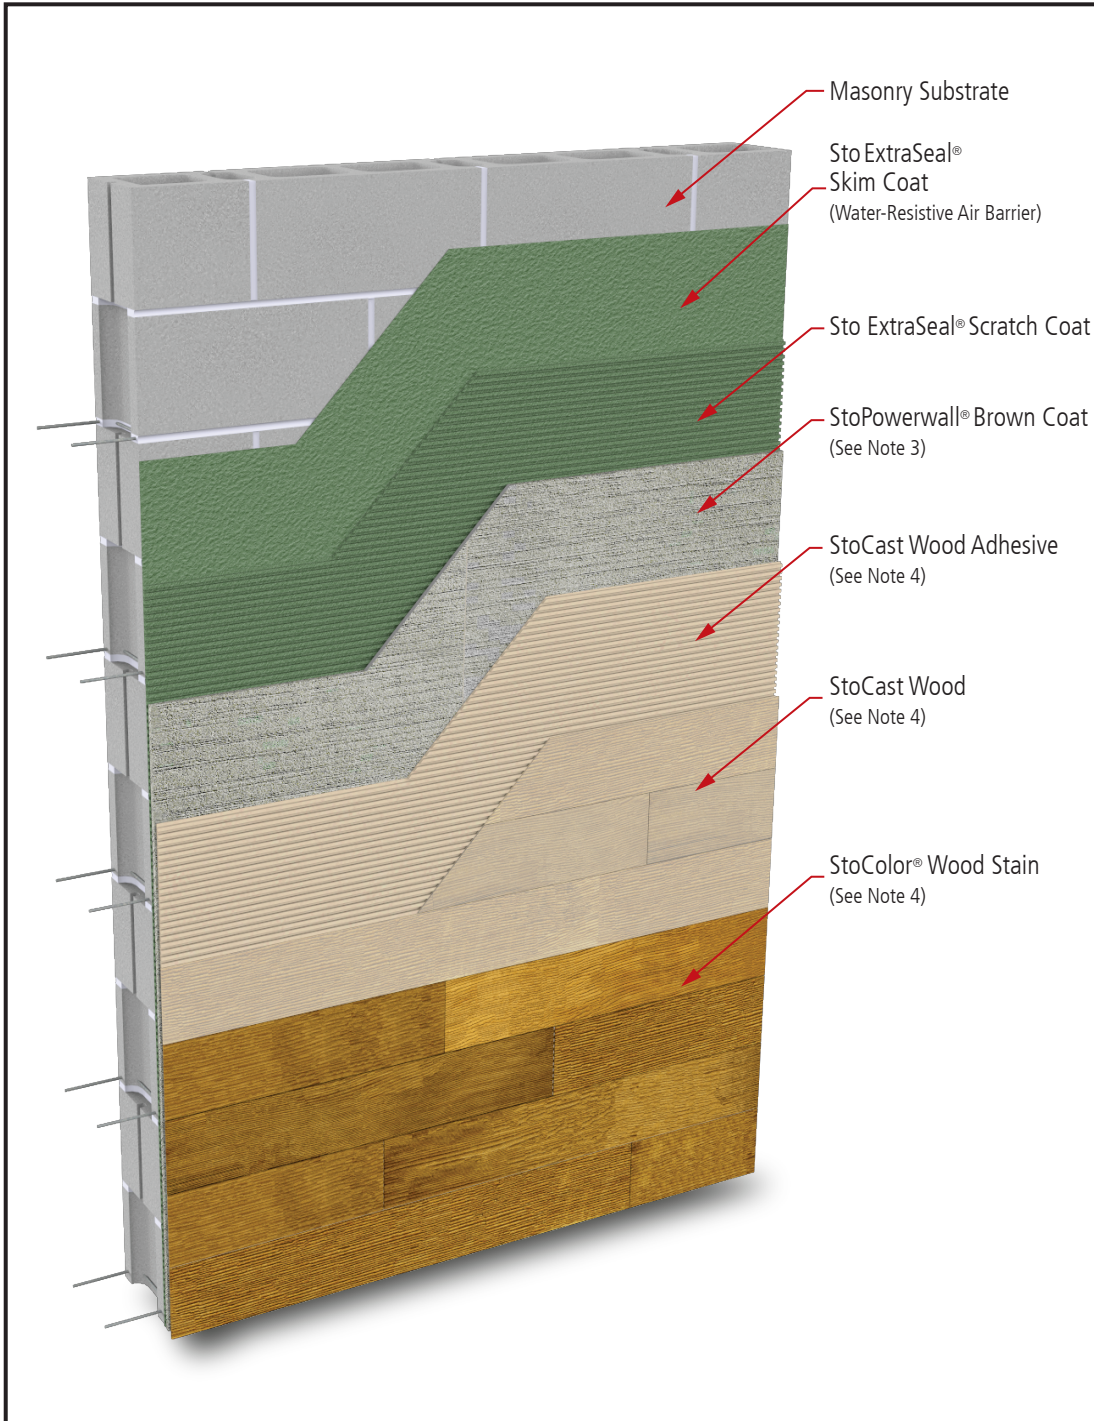 Masonry Substrate
Sto ExtraSeal®
Skim Coat
(Water-Resistive Air Barrier)
Sto ExtraSeal® Scratch Coat
StoPowerwall® Brown Coat
(See Note 3)
StoCast Wood Adhesive
(See Note 4)
StoCast Wood
(See Note 4)
StoColor® Wood Stain
(See Note 4)